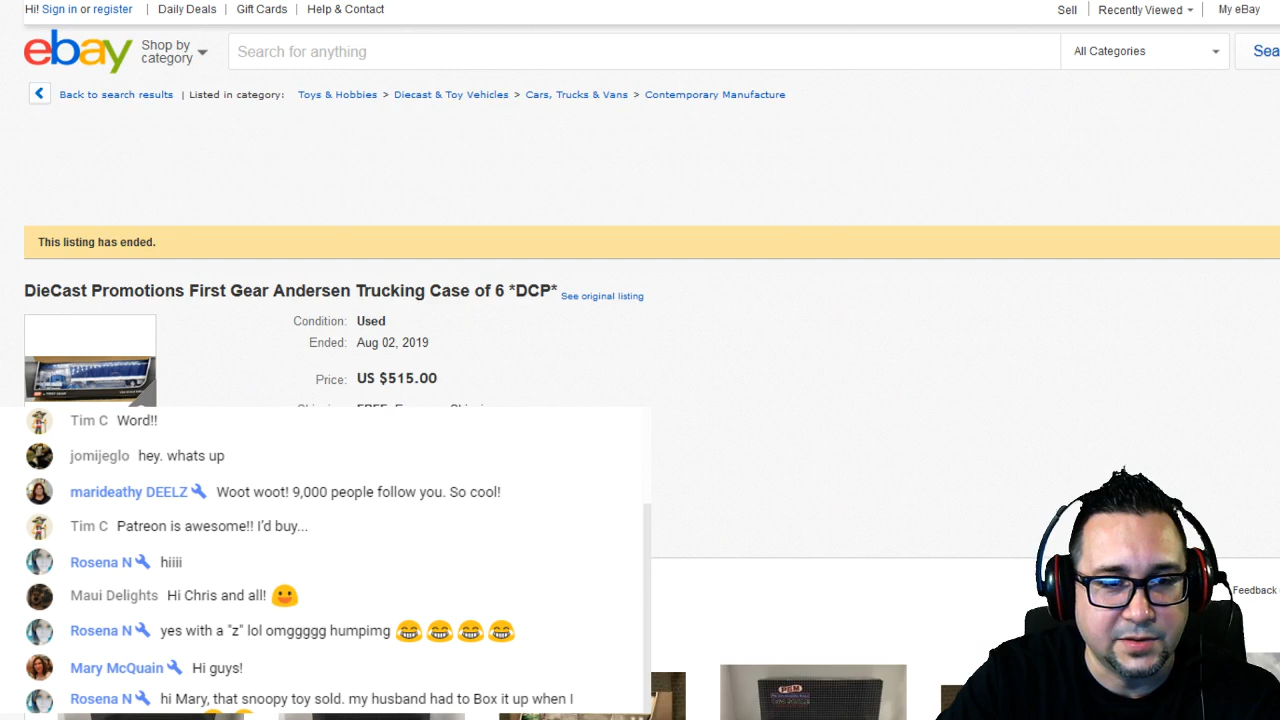 Hi! Sign in or register | Daily Deals | Gift Cards | Help & Contact
Sell | Recently Viewed | My eBay
ebay Shop by category Search for anything All Categories Sea
Back to search results | Listed in category: Toys & Hobbies > Diecast & Toy Vehicles > Cars, Trucks & Vans > Contemporary Manufacture
This listing has ended.
DieCast Promotions First Gear Andersen Trucking Case of 6 *DCP* See original listing
Condition: Used
Ended: Aug 02, 2019
Price: US $515.00
Tim C Word!!
jomijeglo hey. whats up
marideathy DEELZ Woot woot! 9,000 people follow you. So cool!
Tim C Patreon is awesome!! I'd buy...
Rosena N hiiii
Feedback
Maui Delights Hi Chris and all! 😃
Rosena N yes with a "z" lol omggggg humpimg 😂 😂 😂 😂
Mary McQuain Hi guys!
Rosena N hi Mary, that snoopy toy sold. my husband had to Box it up when I